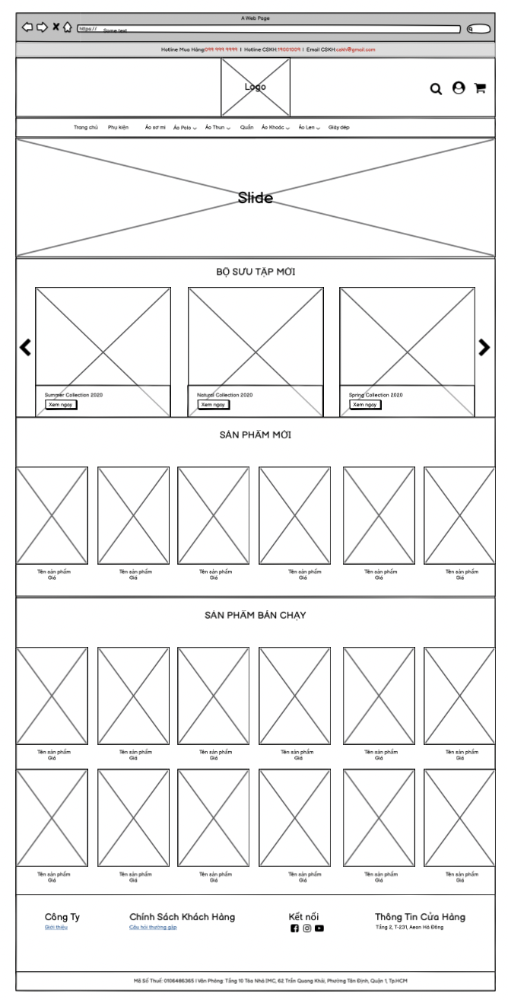 A Web Page
https:// Some text
Hotline Mua Hàng:099 999 9999 | Hotline CSKH:19001009 | Email CSKH:cskh@gmail.com
Logo
Trang chủ Phụ kiện Áo sơ mi Áo Polo Áo Thun Quần Áo Khoác Áo Len Giày dép
Slide
BỘ SƯU TẬP MỚI
Summer Collection 2020 Natural Collection 2020 Spring Collection 2020
Xem ngay Xem ngay Xem ngay
SẢN PHẨM MỚI
Tên sản phẩm Tên sản phẩm Tên sản phẩm Tên sản phẩm Tên sản phẩm Tên sản phẩm
Giá Giá Giá Giá Giá Giá
SẢN PHẨM BÁN CHẠY
Tên sản phẩm Tên sản phẩm Tên sản phẩm Tên sản phẩm Tên sản phẩm Tên sản phẩm
Giá Giá Giá Giá Giá Giá
Tên sản phẩm Tên sản phẩm Tên sản phẩm Tên sản phẩm Tên sản phẩm Tên sản phẩm
Giá Giá Giá Giá Giá Giá
Công Ty Chính Sách Khách Hàng Kết nối Thông Tin Cửa Hàng
Giới thiệu Câu hỏi thường gặp Tầng 2, T-231, Aeon Hà Đông
Mã Số Thuế: 0106486365 | Văn Phòng: Tầng 10 Tòa Nhà IMC, 62 Trần Quang Khải, Phường Tân Định, Quận 1, Tp.HCM